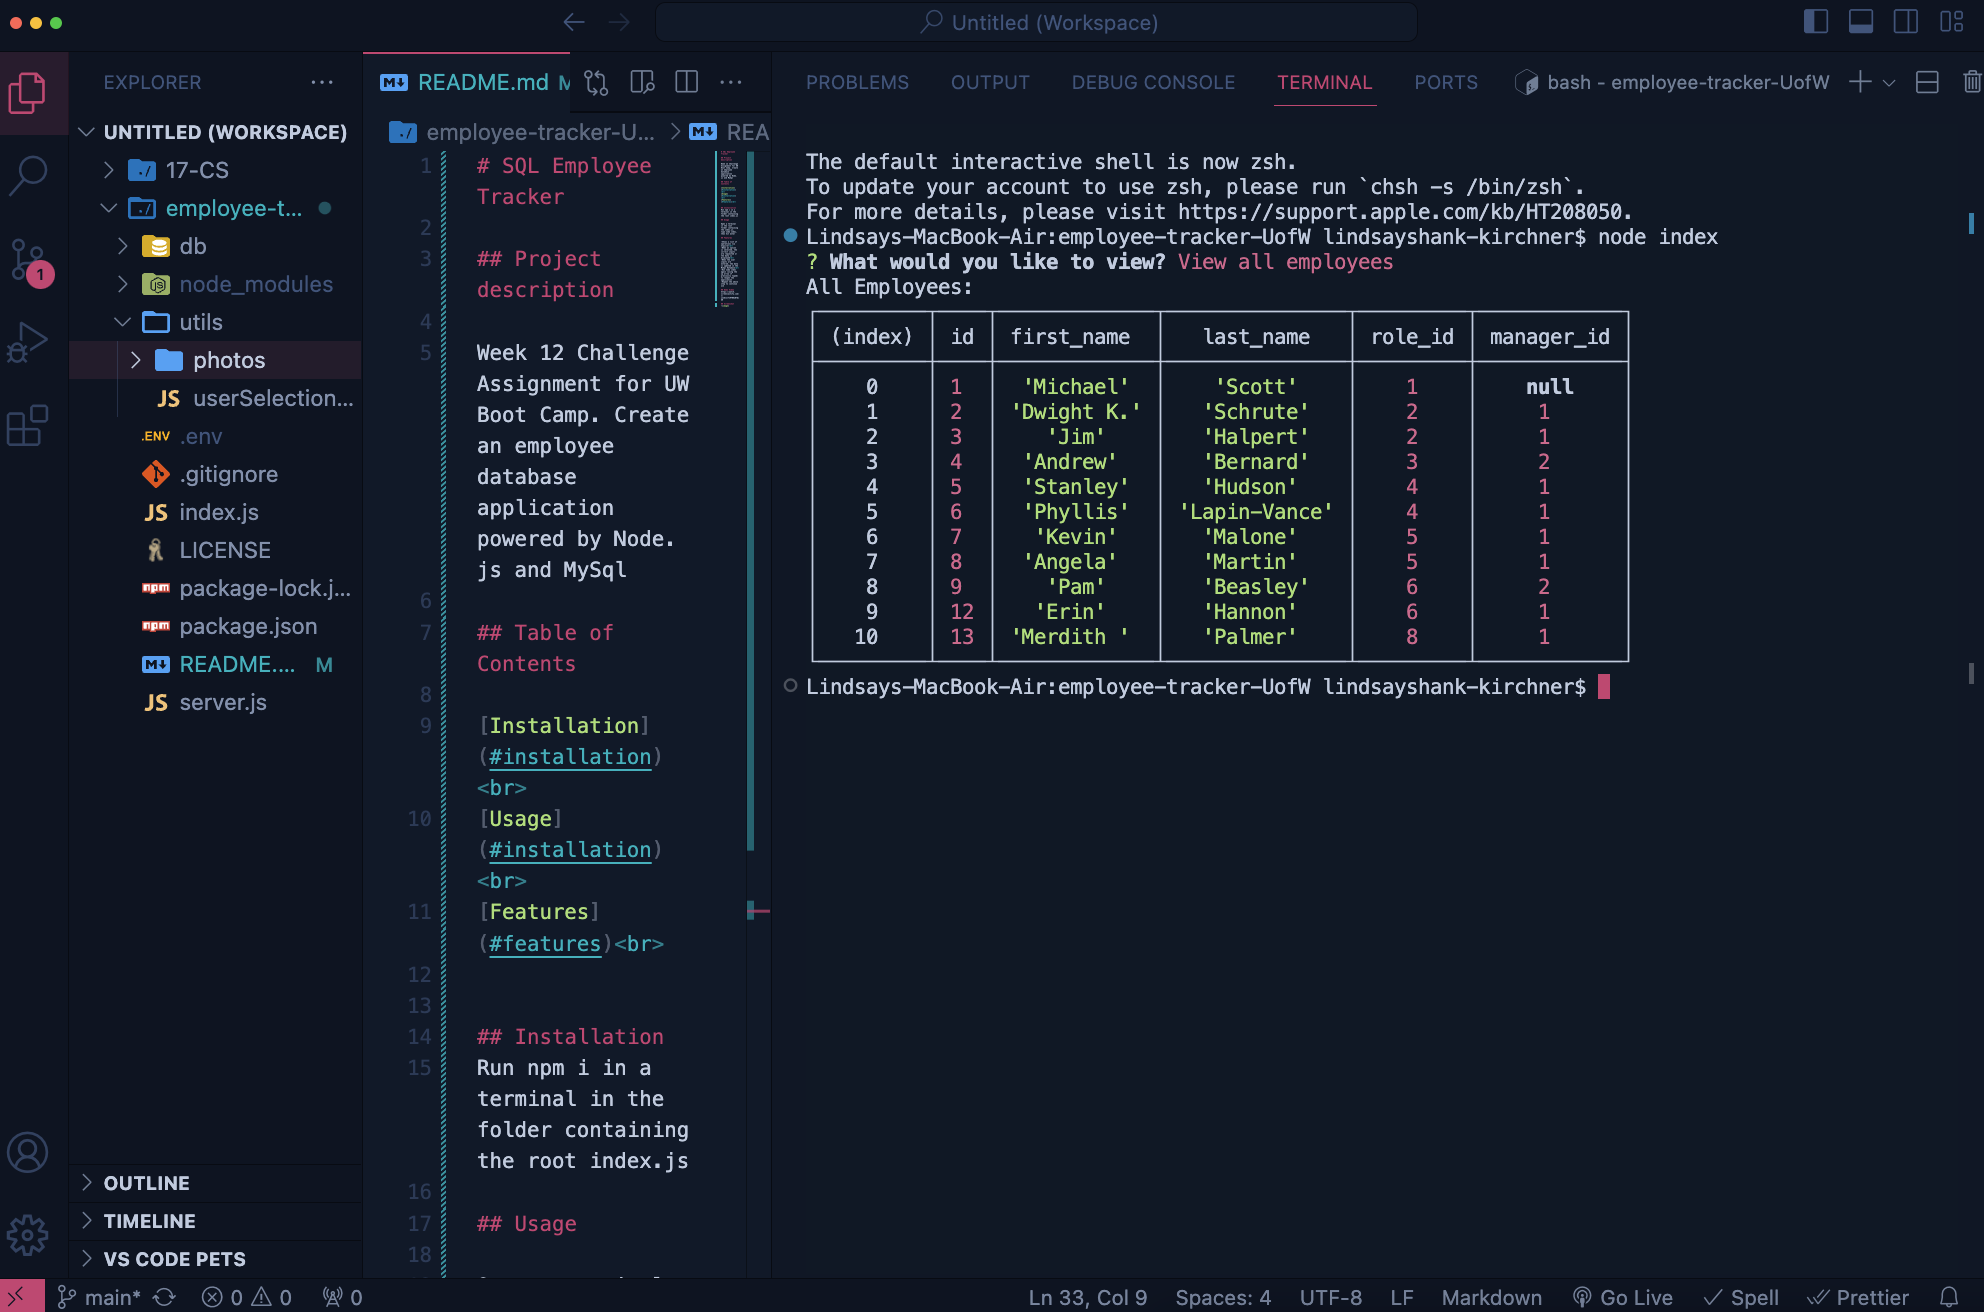 Untitled (Workspace)
EXPLORER
UNTITLED (WORKSPACE)
17-CS
employee-t...
db
node_modules
utils
photos
JS userSelection...
.ENV .env
.gitignore
JS index.js
LICENSE
npm package-lock.j...
npm package.json
README.... M
JS server.js
OUTLINE
TIMELINE
VS CODE PETS
README.md M
employee-tracker-U... > REA
1 # SQL Employee
Tracker
2
3 ## Project
description
4
5 Week 12 Challenge
Assignment for UW
Boot Camp. Create
an employee
database
application
powered by Node.
js and MySql
6
7 ## Table of
Contents
8
9 [Installation]
(#installation)
<br>
10 [Usage]
(#installation)
<br>
11 [Features]
(#features)<br>
12
13
14 ## Installation
15 Run npm i in a
terminal in the
folder containing
the root index.js
16
17 ## Usage
18
PROBLEMS OUTPUT DEBUG CONSOLE TERMINAL PORTS bash - employee-tracker-UofW
The default interactive shell is now zsh.
To update your account to use zsh, please run `chsh -s /bin/zsh`.
For more details, please visit https://support.apple.com/kb/HT208050.
Lindsays-MacBook-Air:employee-tracker-UofW lindsayshank-kirchner$ node index
? What would you like to view? View all employees
All Employees:
(index) id first_name last_name role_id manager_id
0 1 'Michael' 'Scott' 1 null
1 2 'Dwight K.' 'Schrute' 2 1
2 3 'Jim' 'Halpert' 2 1
3 4 'Andrew' 'Bernard' 3 2
4 5 'Stanley' 'Hudson' 4 1
5 6 'Phyllis' 'Lapin-Vance' 4 1
6 7 'Kevin' 'Malone' 5 1
7 8 'Angela' 'Martin' 5 1
8 9 'Pam' 'Beasley' 6 2
9 12 'Erin' 'Hannon' 6 1
10 13 'Merdith ' 'Palmer' 8 1
Lindsays-MacBook-Air:employee-tracker-UofW lindsayshank-kirchner$
1
main* 0 0 0 Ln 33, Col 9 Spaces: 4 UTF-8 LF Markdown Go Live Spell Prettier